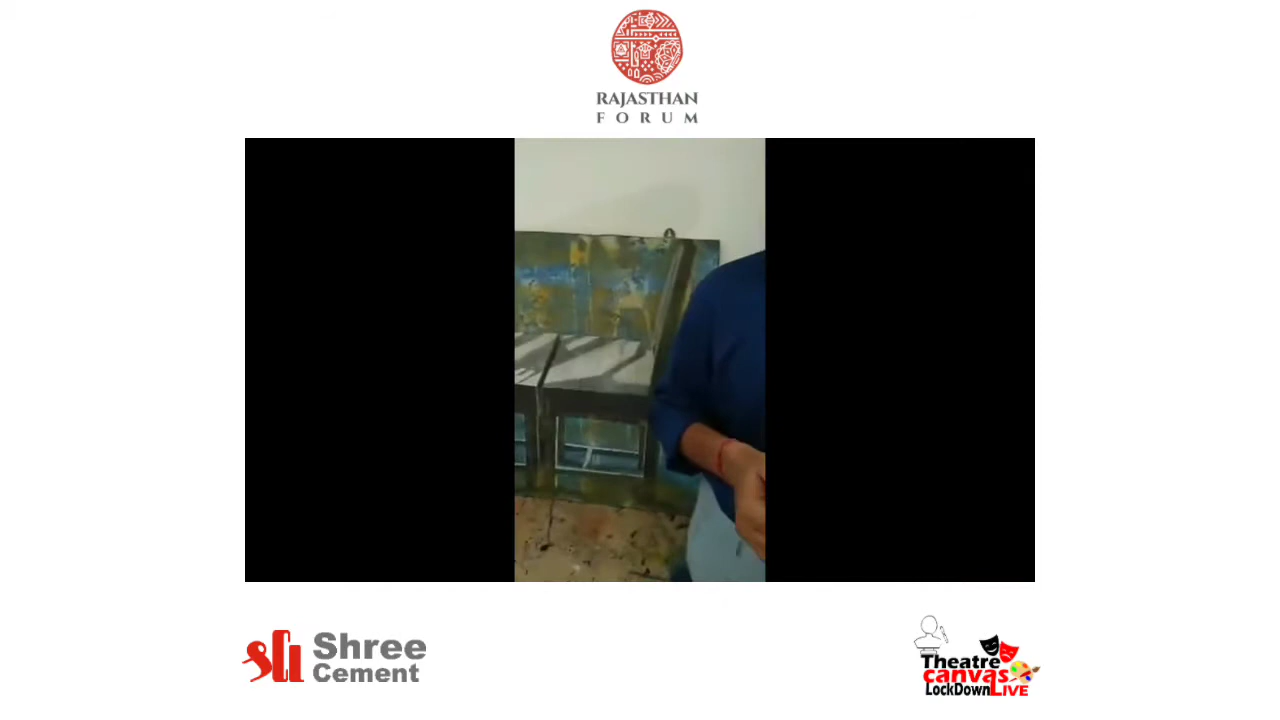 RAJASTHAN
FORUM
Shree
Cement
Theatre
canvas
LockDown LIVE